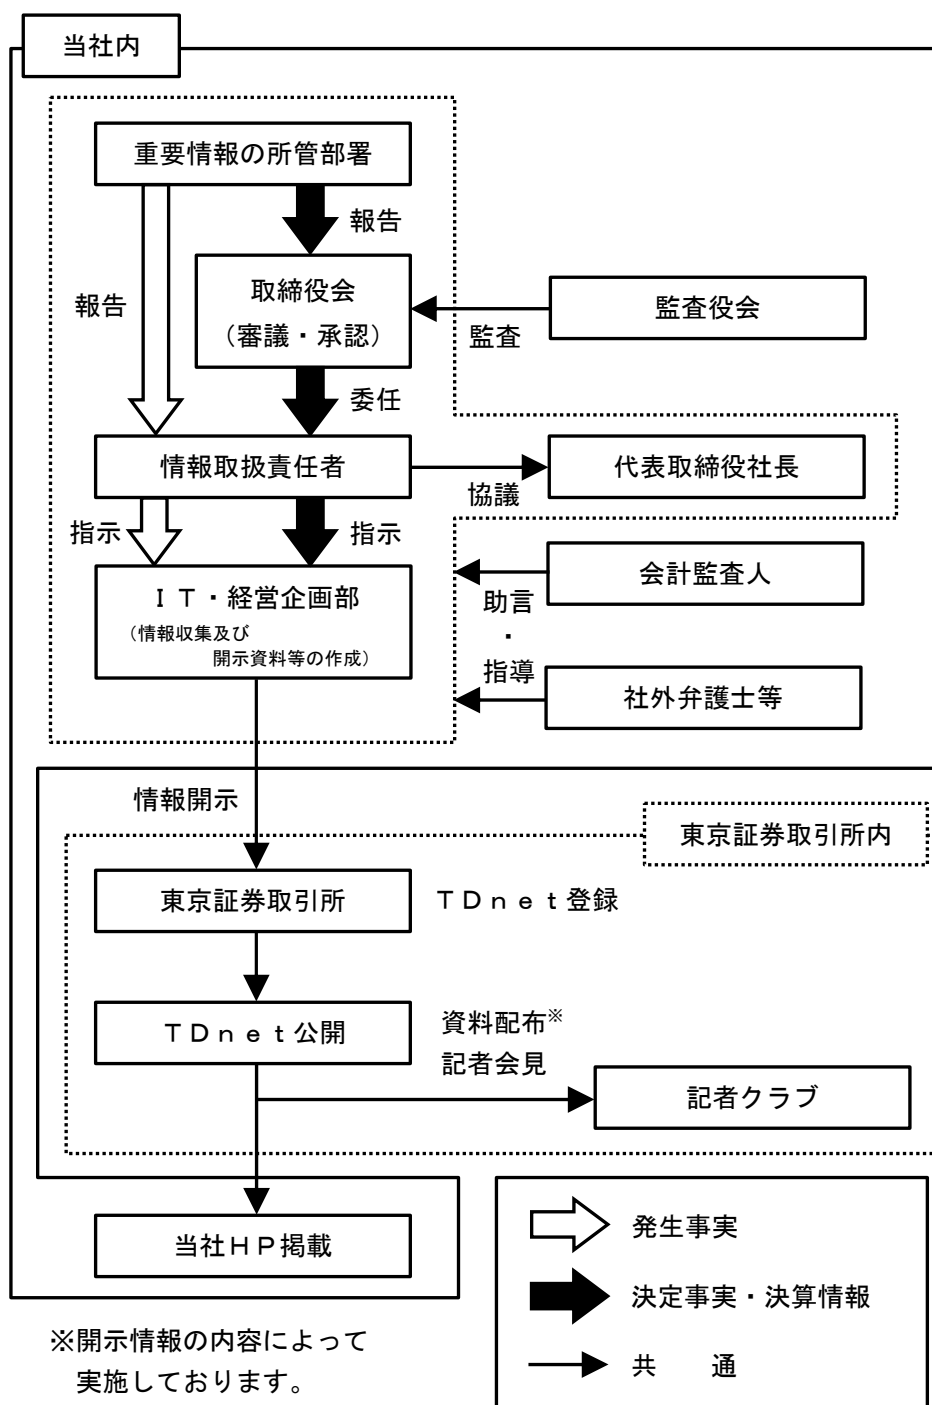 当社内
重要情報の所管部署
報告
報告
取締役会
（審議・承認）
監査
監査役会
委任
情報取扱責任者
協議
代表取締役社長
指示
指示
ＩＴ・経営企画部
（情報収集及び
開示資料等の作成）
会計監査人
助言
・
指導
社外弁護士等
情報開示
東京証券取引所内
東京証券取引所
ＴＤｎｅｔ登録
ＴＤｎｅｔ公開
資料配布※
記者会見
記者クラブ
当社ＨＰ掲載
発生事実
決定事実・決算情報
共　通
※開示情報の内容によって
実施しております。